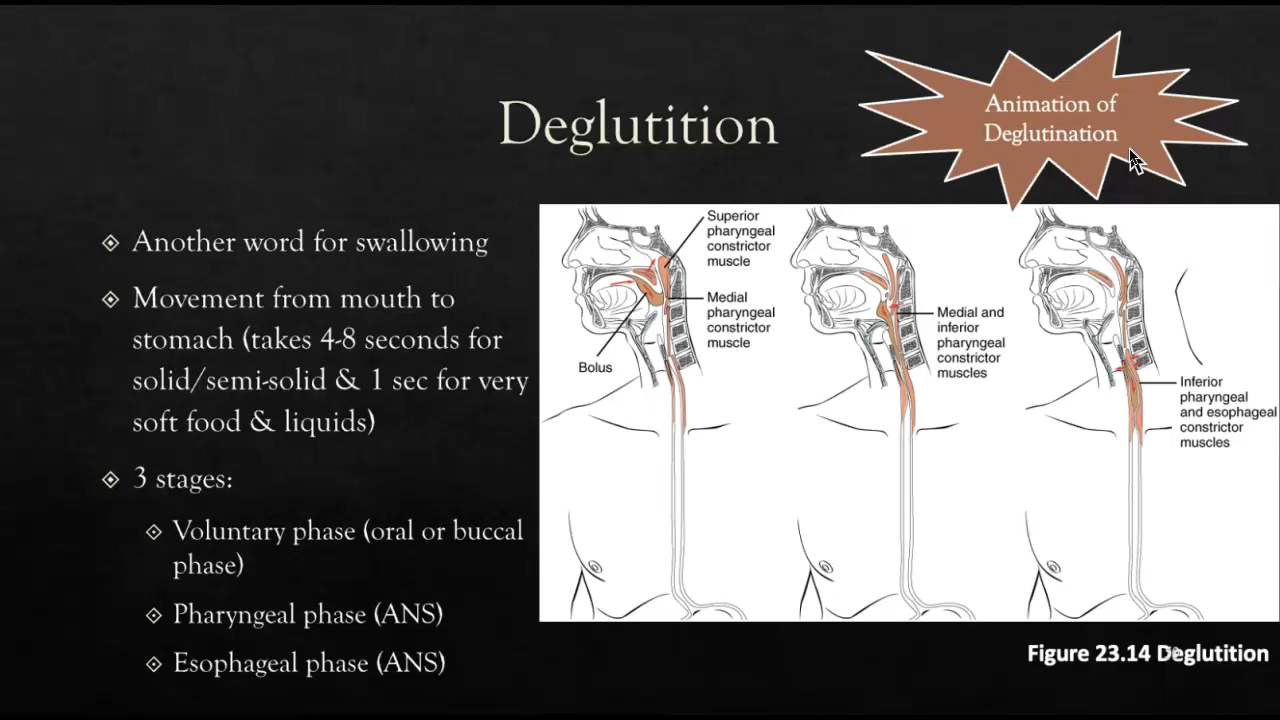 Deglutition
Animation of
Deglutination
Another word for swallowing
Movement from mouth to
stomach (takes 4-8 seconds for
solid/semi-solid & 1 sec for very
soft food & liquids)
3 stages:
Voluntary phase (oral or buccal
phase)
Pharyngeal phase (ANS)
Esophageal phase (ANS)
Superior
pharyngeal
constrictor
muscle
Medial
pharyngeal
constrictor
muscle
Bolus
Medial and
inferior
pharyngeal
constrictor
muscles
Inferior
pharyngeal
and esophageal
constrictor
muscles
Figure 23.14 Deglutition